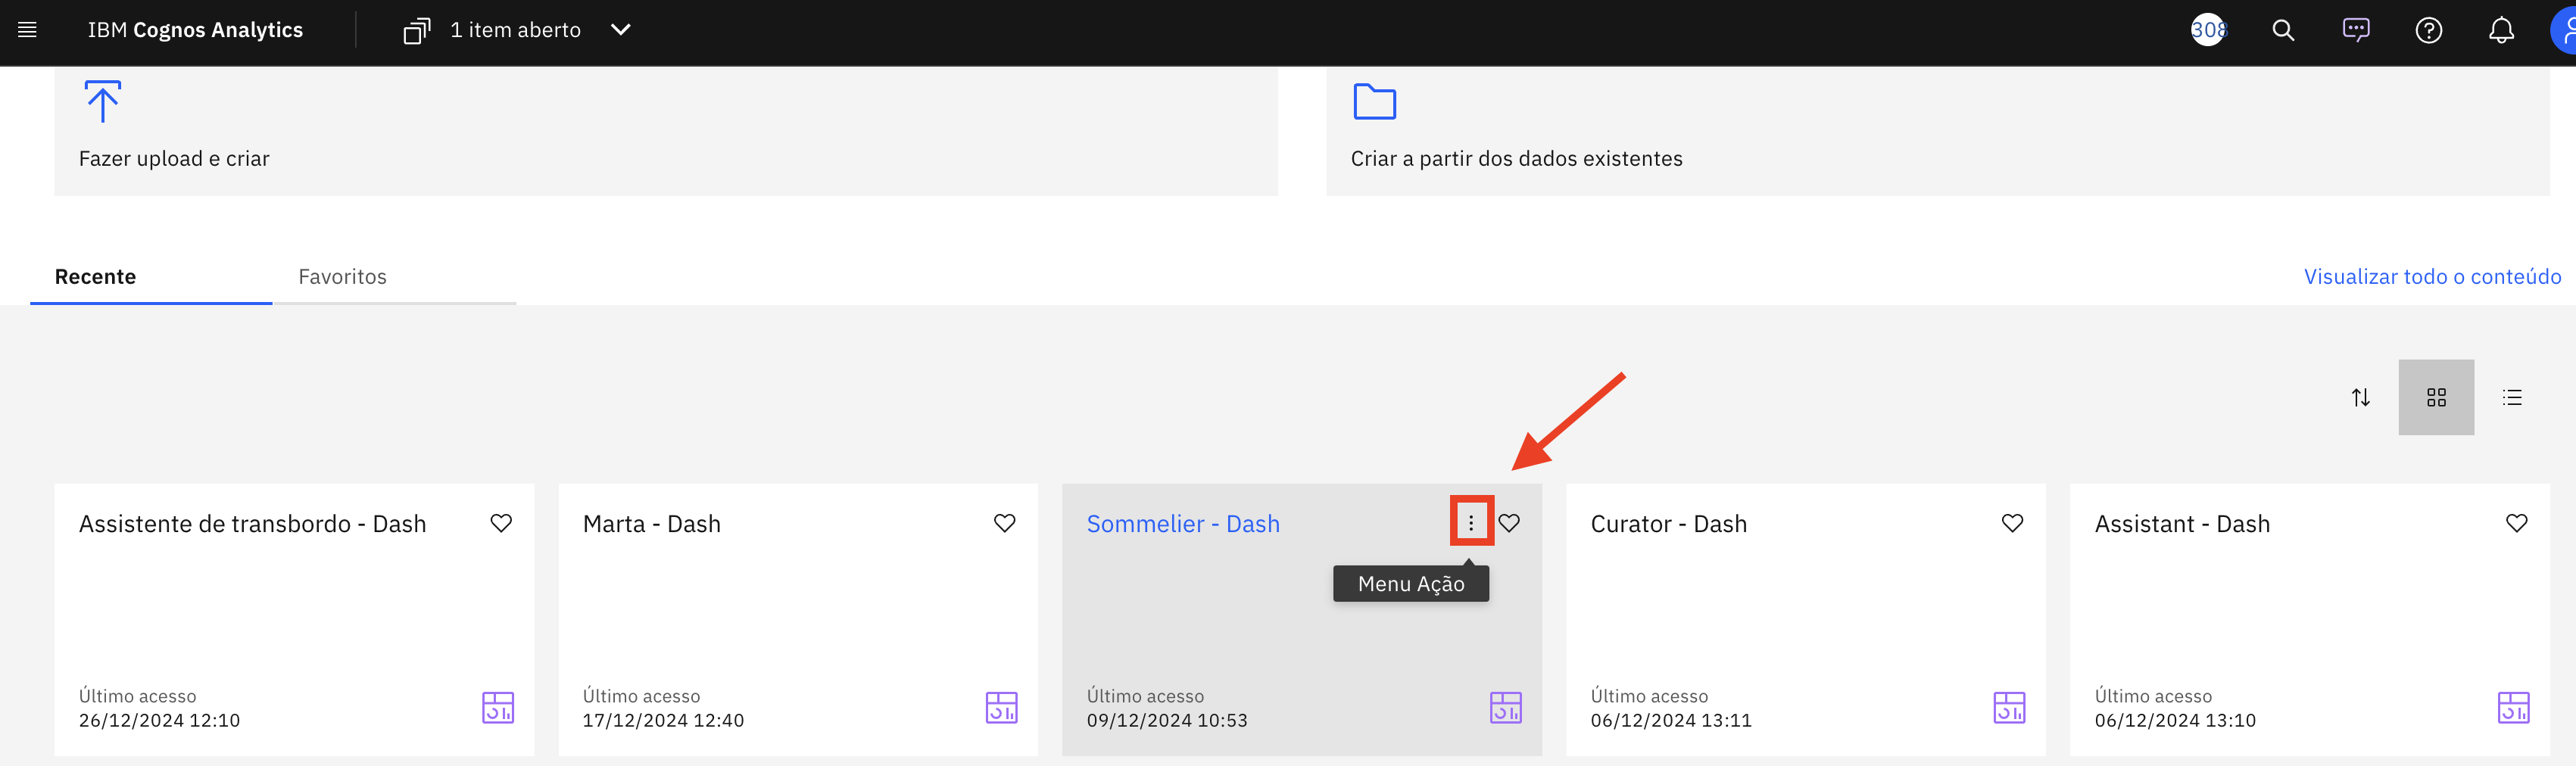 IBM Cognos Analytics
1 item aberto
308
Fazer upload e criar
Criar a partir dos dados existentes
Recente
Favoritos
Visualizar todo o conteúdo
Assistente de transbordo - Dash
Marta - Dash
Sommelier - Dash
Curator - Dash
Assistant - Dash
Menu Ação
Último acesso
26/12/2024 12:10
Último acesso
17/12/2024 12:40
Último acesso
09/12/2024 10:53
Último acesso
06/12/2024 13:11
Último acesso
06/12/2024 13:10